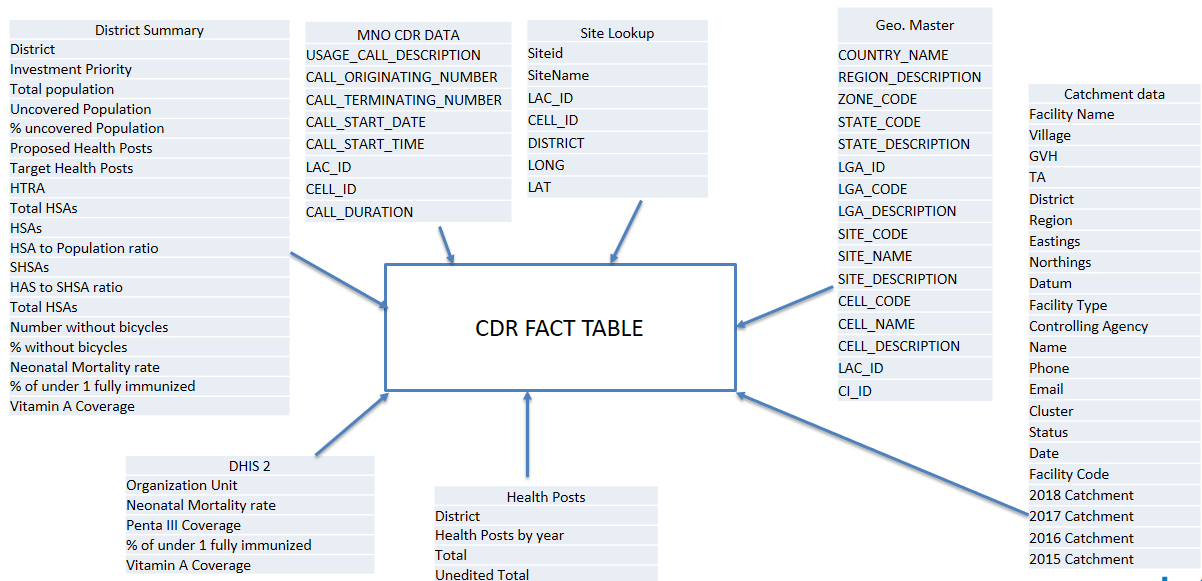 District Summary
District
Investment Priority
Total population
Uncovered Population
% uncovered Population
Proposed Health Posts
Target Health Posts
HTRA
Total HSAs
HSAs
HSA to Population ratio
SHSAs
HAS to SHSA ratio
Total HSAs
Number without bicycles
% without bicycles
Neonatal Mortality rate
% of under 1 fully immunized
Vitamin A Coverage
MNO CDR DATA
USAGE_CALL_DESCRIPTION
CALL_ORIGINATING_NUMBER
CALL_TERMINATING_NUMBER
CALL_START_DATE
CALL_START_TIME
LAC_ID
CELL_ID
CALL_DURATION
Site Lookup
Siteid
SiteName
LAC_ID
CELL_ID
DISTRICT
LONG
LAT
Geo. Master
COUNTRY_NAME
REGION_DESCRIPTION
ZONE_CODE
STATE_CODE
STATE_DESCRIPTION
LGA_ID
LGA_CODE
LGA_DESCRIPTION
SITE_CODE
SITE_NAME
SITE_DESCRIPTION
CELL_CODE
CELL_NAME
CELL_DESCRIPTION
LAC_ID
CI_ID
Catchment data
Facility Name
Village
GVH
TA
District
Region
Eastings
Northings
Datum
Facility Type
Controlling Agency
Name
Phone
Email
Cluster
Status
Date
Facility Code
2018 Catchment
2017 Catchment
2016 Catchment
2015 Catchment
CDR FACT TABLE
DHIS 2
Organization Unit
Neonatal Mortality rate
Penta III Coverage
% of under 1 fully immunized
Vitamin A Coverage
Health Posts
District
Health Posts by year
Total
Unedited Total